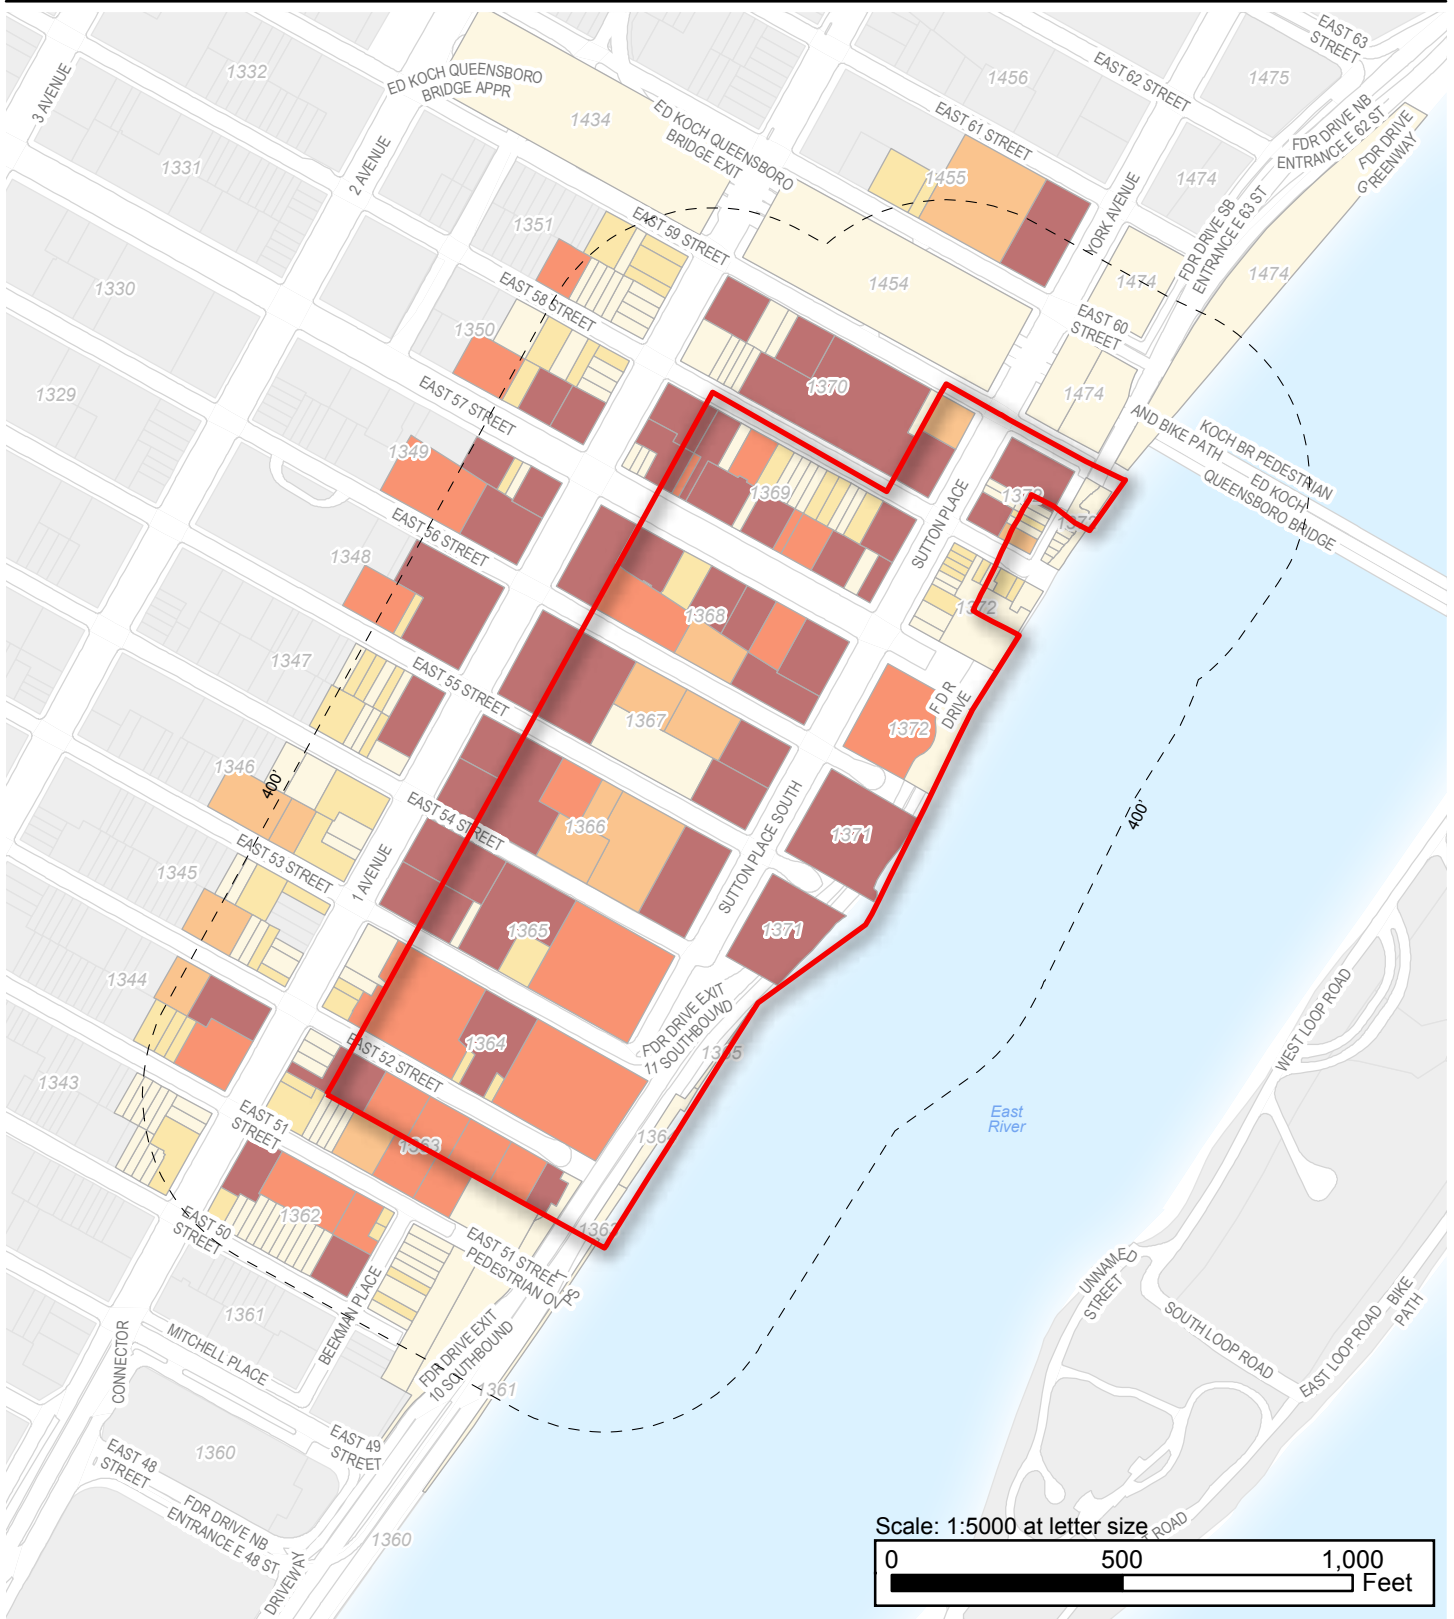 EAST 63
STREET
1332
3 AVENUE
ED KOCH QUEENSBORO
BRIDGE APPR
1456
EAST 62 STREET
1475
1434
ED KOCH QUEENSBORO
BRIDGE EXIT
EAST 61 STREET
FDR DRIVE NB
ENTRANCE E 62 ST
FDR DRIVE
GREENWAY
1331
2 AVENUE
1455
1474
1351
EAST 59 STREET
YORK AVENUE
FDR DRIVE SB
ENTRANCE E 63 ST
1330
EAST 58 STREET
1454
1474
1474
1350
EAST 60
STREET
1329
EAST 57 STREET
1370
1474
AND BIKE PATH
KOCH BR PEDESTRIAN
ED KOCH
QUEENSBORO BRIDGE
1349
1369
1372
1372
SUTTON PLACE
EAST 56 STREET
1348
1368
1372
1347
EAST 55 STREET
F D R
DRIVE
1367
1372
1346
400'
400'
EAST 54 STREET
1366
SUTTON PLACE SOUTH
1371
EAST 53 STREET
1345
1 AVENUE
1365
1371
1344
FDR DRIVE EXIT
11 SOUTHBOUND
WEST LOOP ROAD
1364
1365
EAST 52 STREET
1343
EAST 51
STREET
1363
1364
East
River
1362
EAST 50
STREET
1363
EAST 51 STREET
PEDESTRIAN OVPS
UNNAMED
STREET
1361
BEEKMAN PLACE
MITCHELL PLACE
CONNECTOR
FDR DRIVE EXIT
10 SOUTHBOUND
1361
SOUTH LOOP ROAD
EAST LOOP ROAD
BIKE
PATH
EAST 49
STREET
1360
EAST 48
STREET
FDR DRIVE NB
ENTRANCE E 48 ST
1360
DRIVEWAY
ROAD
Scale: 1:5000 at letter size
0 500 1,000
Feet